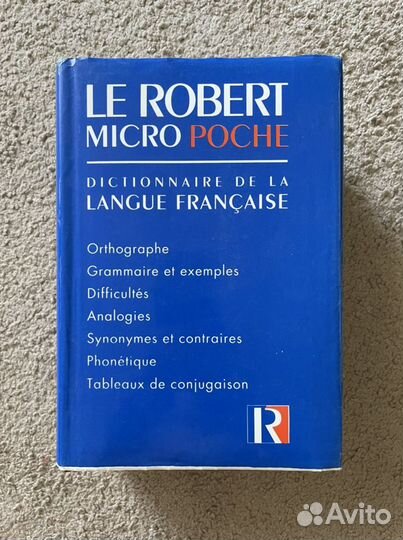 LE ROBERT
MICRO POCHE
DICTIONNAIRE DE LA
LANGUE FRANÇAISE
Orthographe
Grammaire et exemples
Difficultés
Analogies
Synonymes et contraires
Phonétique
Tableaux de conjugaison
R
Avito